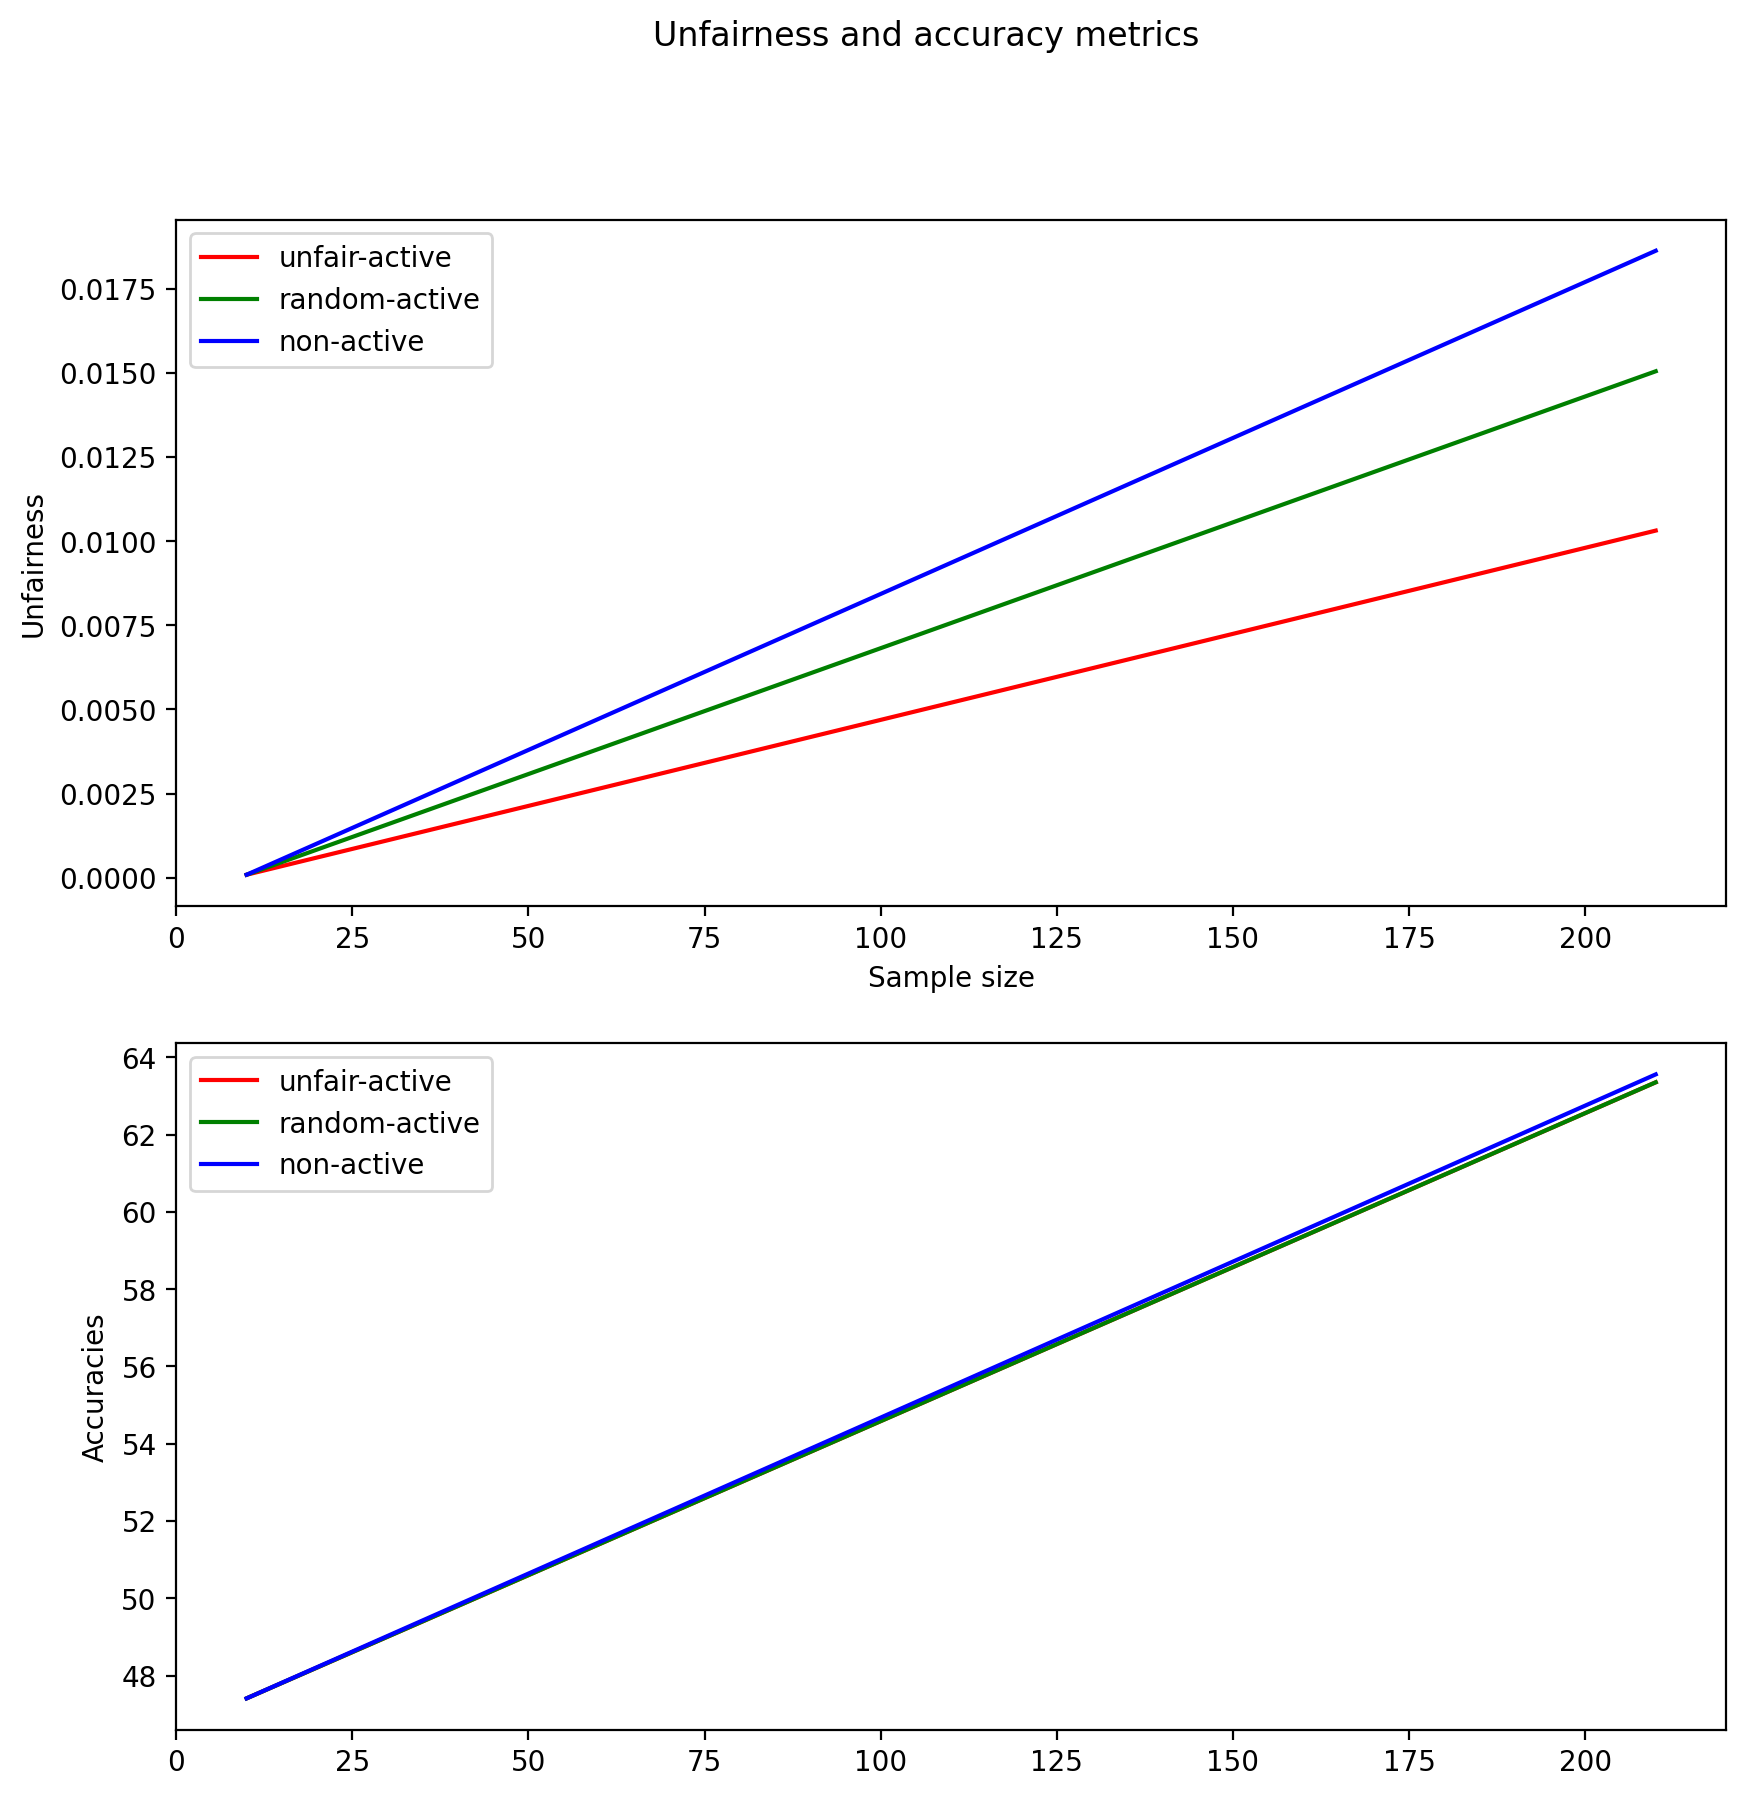 Unfairness and accuracy metrics
unfair-active
random-active
non-active
0.0175
0.0150
0.0125
0.0100
0.0075
0.0050
0.0025
0.0000
Unfairness
0 25 50 75 100 125 150 175 200
Sample size
unfair-active
random-active
non-active
64
62
60
58
56
54
52
50
48
Accuracies
0 25 50 75 100 125 150 175 200